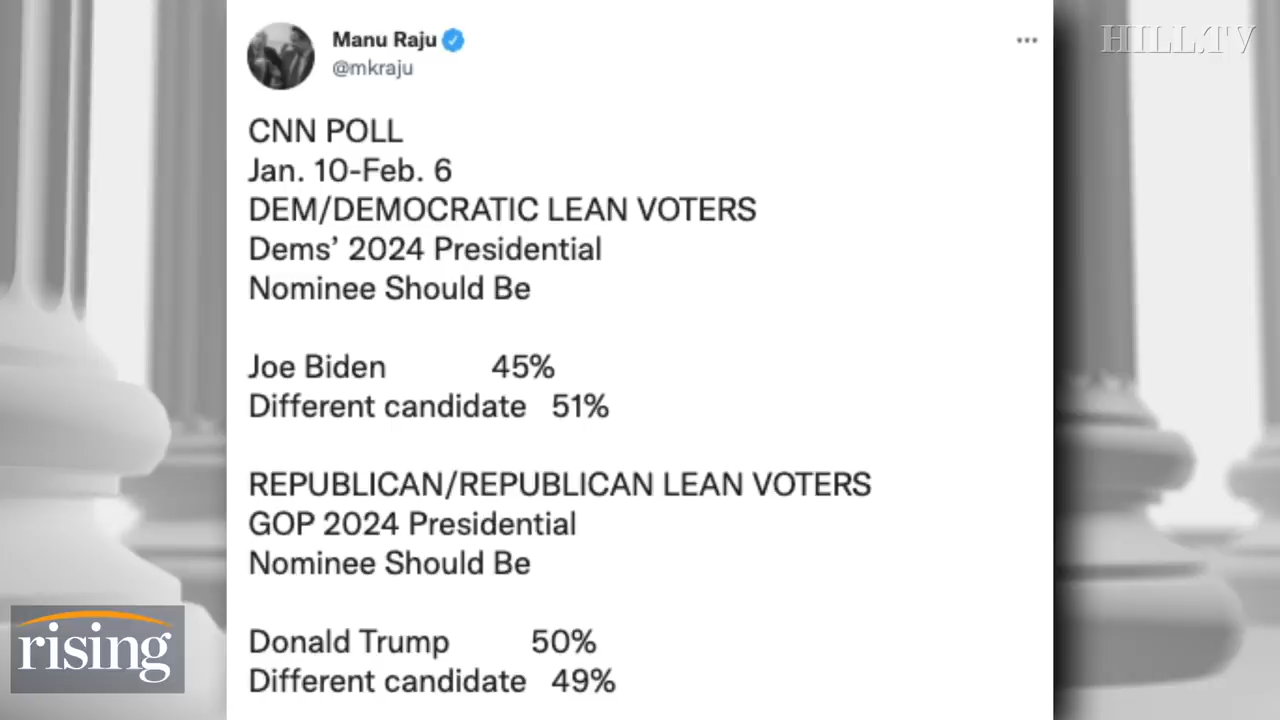 HILL.TV
Manu Raju
@mkraju
CNN POLL
Jan. 10-Feb. 6
DEM/DEMOCRATIC LEAN VOTERS
Dems’ 2024 Presidential
Nominee Should Be
Joe Biden 45%
Different candidate 51%
REPUBLICAN/REPUBLICAN LEAN VOTERS
GOP 2024 Presidential
Nominee Should Be
Donald Trump 50%
Different candidate 49%
rising